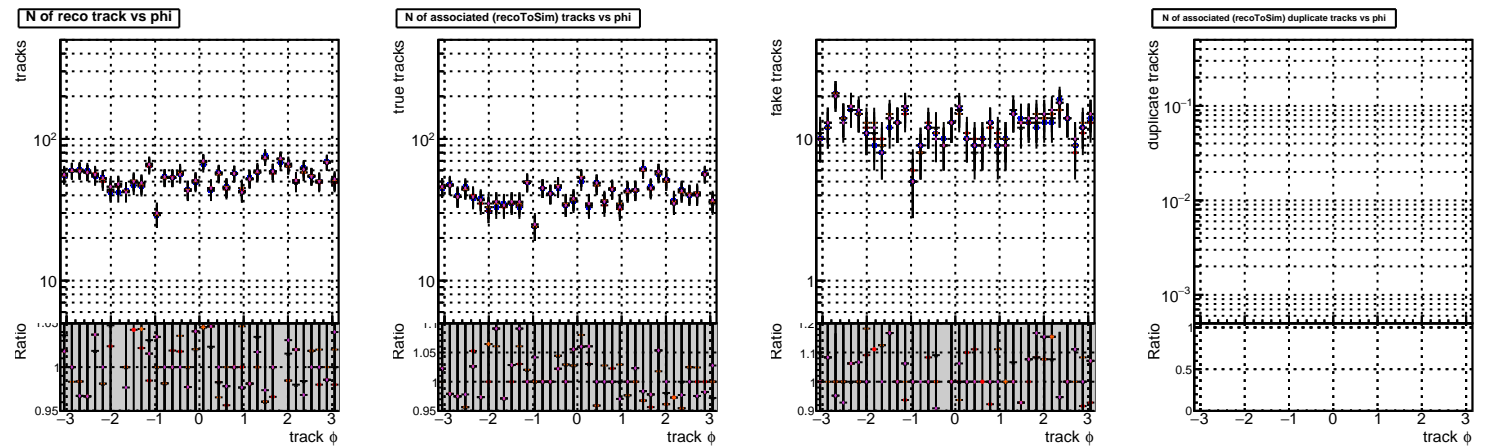 N of reco track vs phi
tracks
10²
10
Ratio
1.05
1
0.95
−3 −2 −1 0 1 2 3
track ϕ
N of associated (recoToSim) tracks vs phi
true tracks
10²
10
Ratio
1.1
1.05
1
0.95
−3 −2 −1 0 1 2 3
track ϕ
fake tracks
10
1
Ratio
1.2
1.1
1
0.9
−3 −2 −1 0 1 2 3
track ϕ
N of associated (recoToSim) duplicate tracks vs phi
duplicate tracks
10⁻¹
10⁻²
10⁻³
Ratio
1
0.5
0
−3 −2 −1 0 1 2 3
track ϕ